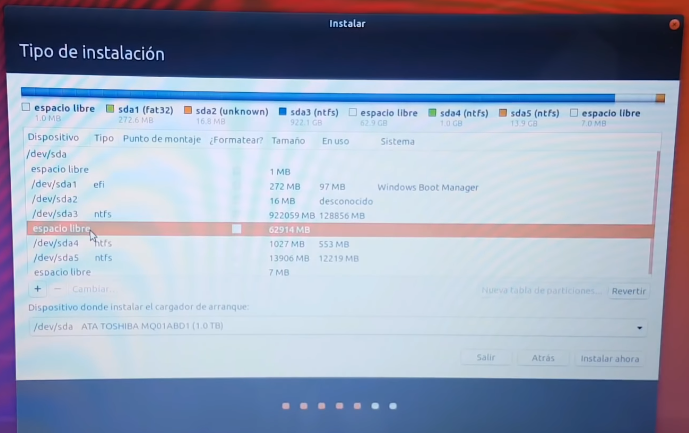 Instalar
Tipo de instalación
espacio libre sda1 (fat32) sda2 (unknown) sda3 (ntfs) espacio libre sda4 (ntfs) sda5 (ntfs) espacio libre
1.0 MB 272.6 MB 16.8 MB 922.1 GB 62.9 GB 1.0 GB 13.9 GB 7.0 MB
Dispositivo Tipo Punto de montaje ¿Formatear? Tamaño En uso Sistema
/dev/sda
espacio libre 1 MB
/dev/sda1 efi 272 MB 97 MB Windows Boot Manager
/dev/sda2 16 MB desconocido
/dev/sda3 ntfs 922059 MB 128856 MB
espacio libre 62914 MB
/dev/sda4 ntfs 1027 MB 553 MB
/dev/sda5 ntfs 13906 MB 12219 MB
espacio libre 7 MB
+ − Cambiar... Nueva tabla de particiones... Revertir
Dispositivo donde instalar el cargador de arranque:
/dev/sda ATA TOSHIBA MQ01ABD1 (1.0 TB)
Salir Atrás Instalar ahora